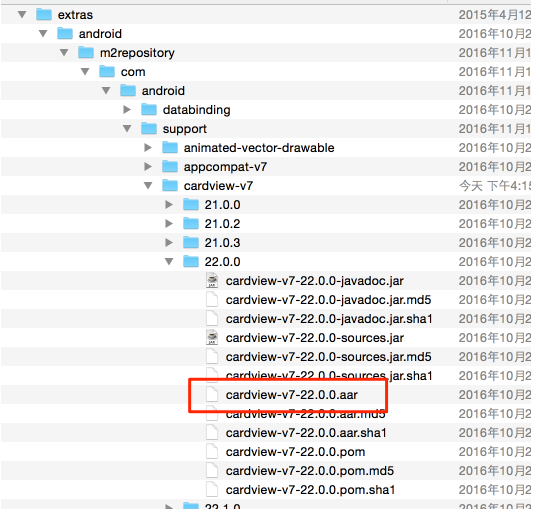 extras 2015年4月12
android 2016年10月2
m2repository 2016年11月1
com 2016年11月1
android 2016年11月1
databinding 2016年10月2
support 2016年11月1
animated-vector-drawable 2016年10月2
appcompat-v7 2016年10月2
cardview-v7 今天 下午4:15
21.0.0 2016年10月2
21.0.2 2016年10月2
21.0.3 2016年10月2
22.0.0 2016年10月2
cardview-v7-22.0.0-javadoc.jar 2016年10月2
cardview-v7-22.0.0-javadoc.jar.md5 2016年10月2
cardview-v7-22.0.0-javadoc.jar.sha1 2016年10月2
cardview-v7-22.0.0-sources.jar 2016年10月2
cardview-v7-22.0.0-sources.jar.md5 2016年10月2
cardview-v7-22.0.0-sources.jar.sha1 2016年10月2
cardview-v7-22.0.0.aar 2016年10月2
cardview-v7-22.0.0.aar.md5 2016年10月2
cardview-v7-22.0.0.aar.sha1 2016年10月2
cardview-v7-22.0.0.pom 2016年10月2
cardview-v7-22.0.0.pom.md5 2016年10月2
cardview-v7-22.0.0.pom.sha1 2016年10月2
22.1.0 2016年10月2